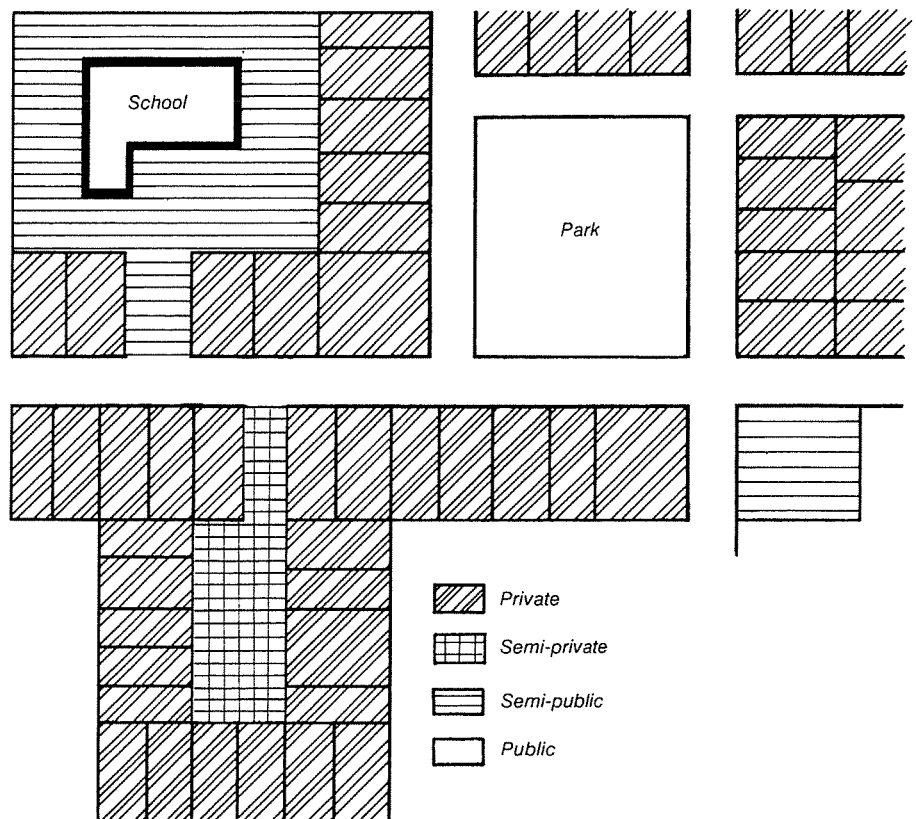 School
Park
Private
Semi-private
Semi-public
Public